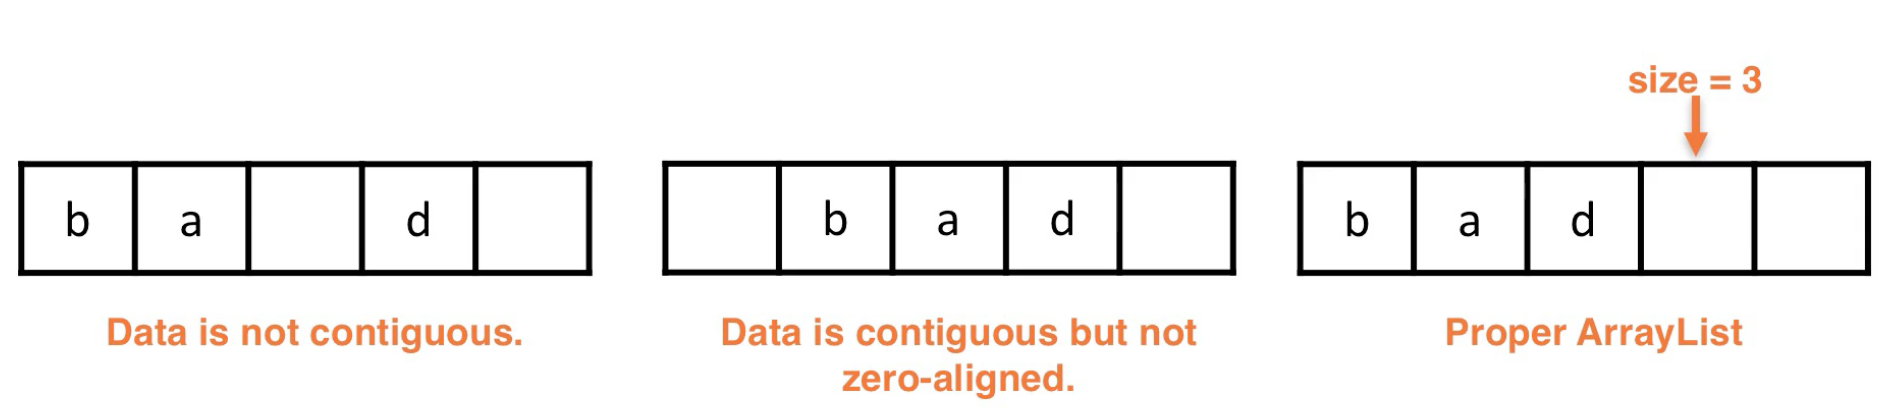 size = 3
b a d
b a d
b a d
Data is not contiguous.
Data is contiguous but not
zero-aligned.
Proper ArrayList